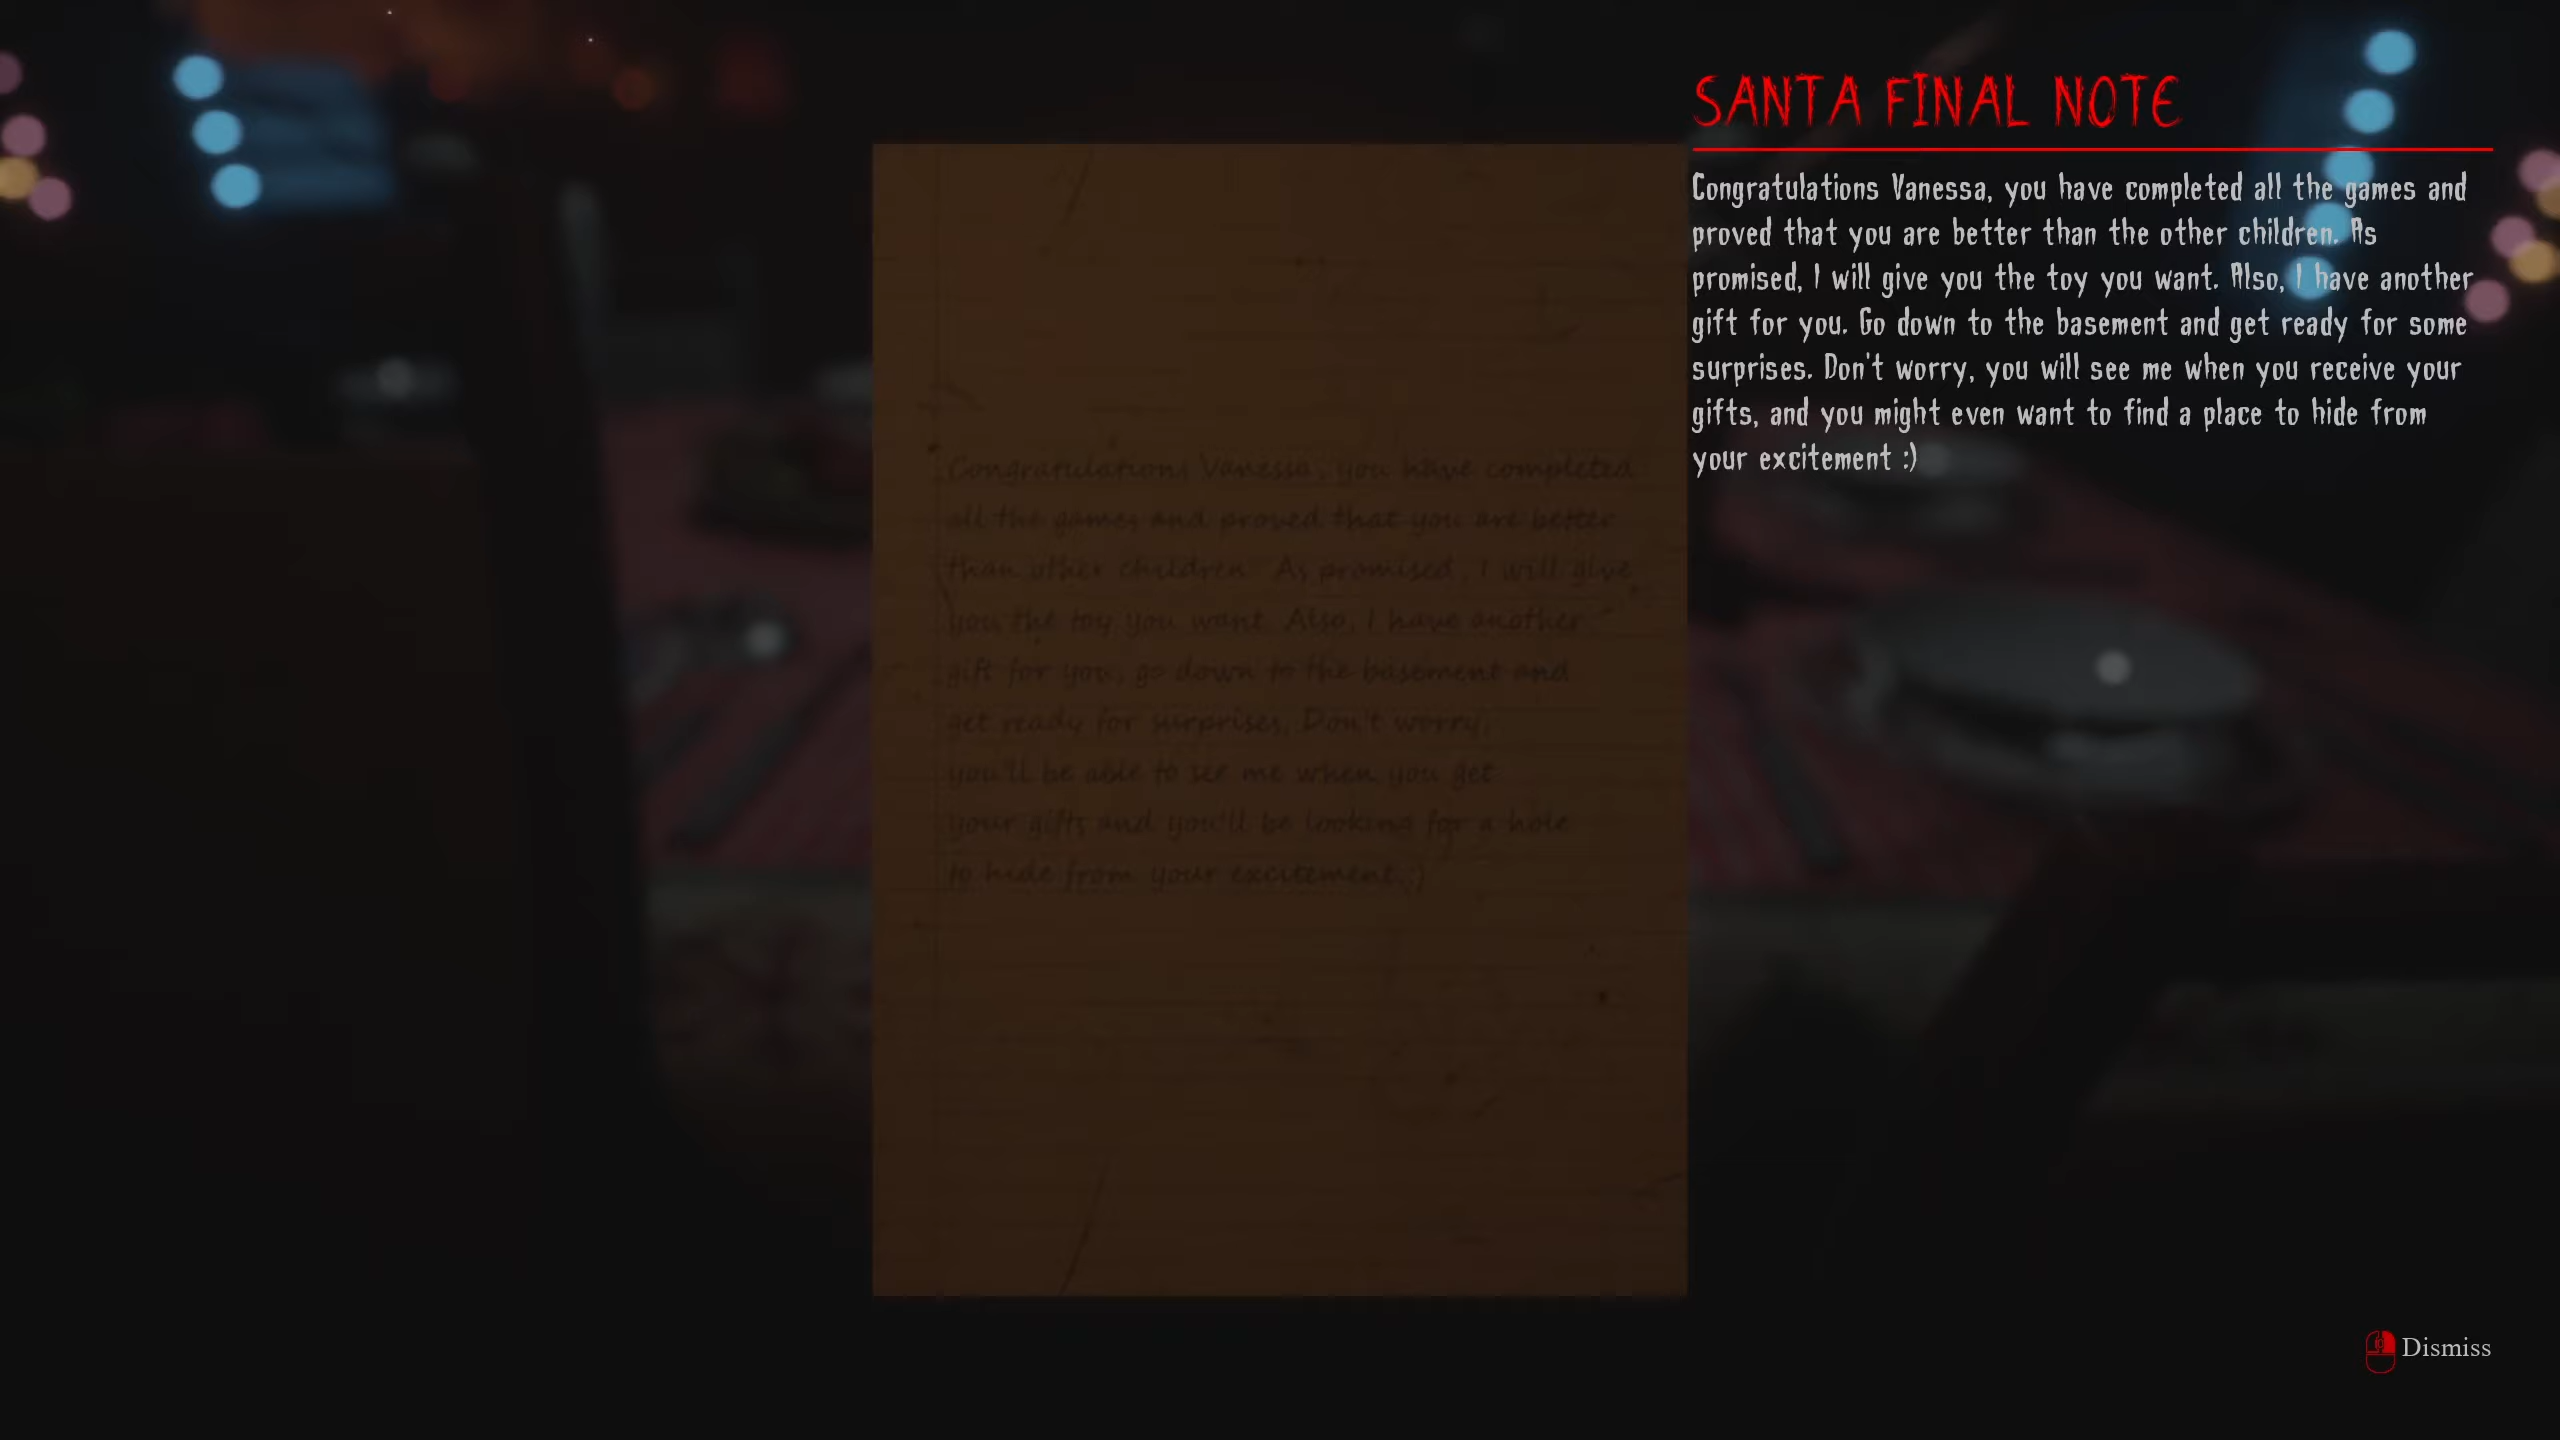 SANTA FINAL NOTE
Congratulations Vanessa, you have completed all the games and
proved that you are better than the other children. As
promised, I will give you the toy you want. Also, I have another
gift for you. Go down to the basement and get ready for some
surprises. Don't worry, you will see me when you receive your
gifts, and you might even want to find a place to hide from
your excitement :)
Congratulations Vanessa, you have completed
all the games and proved that you are better
than other children. As promised, I will give
you the toy you want. Also, I have another
gift for you, go down to the basement and
get ready for surprises. Don't worry,
you'll be able to see me when you get
your gifts and you'll be looking for a hole
to hide from your excitement :)
Dismiss